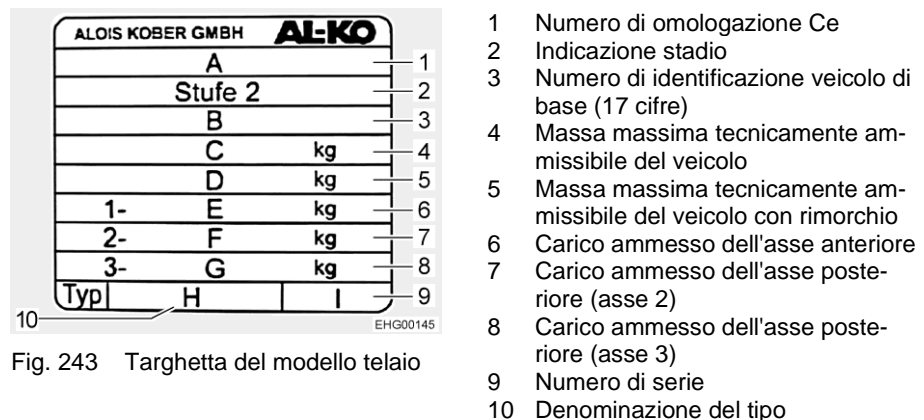 ALOIS KOBER GMBH AL-KO
A 1
Stufe 2 2
B 3
C kg 4
D kg 5
1- E kg 6
2- F kg 7
3- G kg 8
Typ H I 9
10
EHG00145
Fig. 243 Targhetta del modello telaio
1 Numero di omologazione Ce
2 Indicazione stadio
3 Numero di identificazione veicolo di
base (17 cifre)
4 Massa massima tecnicamente am-
missibile del veicolo
5 Massa massima tecnicamente am-
missibile del veicolo con rimorchio
6 Carico ammesso dell'asse anteriore
7 Carico ammesso dell'asse poste-
riore (asse 2)
8 Carico ammesso dell'asse poste-
riore (asse 3)
9 Numero di serie
10 Denominazione del tipo